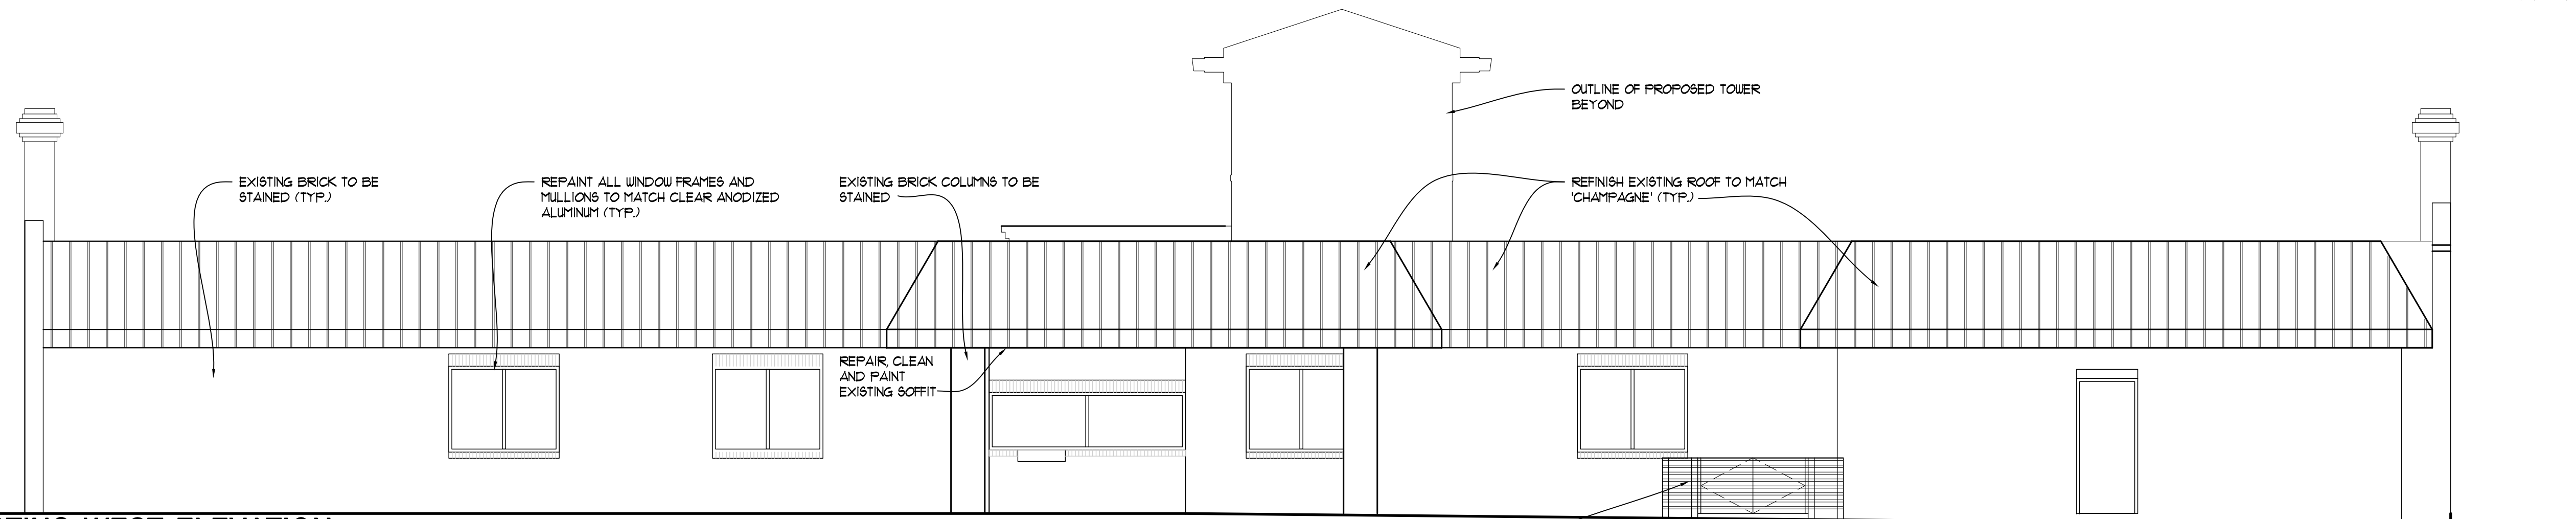 OUTLINE OF PROPOSED TOWER
BEYOND
EXISTING BRICK TO BE
STAINED (TYP.)
REPAINT ALL WINDOW FRAMES AND
MULLIONS TO MATCH CLEAR ANODIZED
ALUMINUM (TYP.)
EXISTING BRICK COLUMNS TO BE
STAINED
REFINISH EXISTING ROOF TO MATCH
'CHAMPAGNE' (TYP.)
REPAIR, CLEAN
AND PAINT
EXISTING SOFFIT
WEST ELEVATION